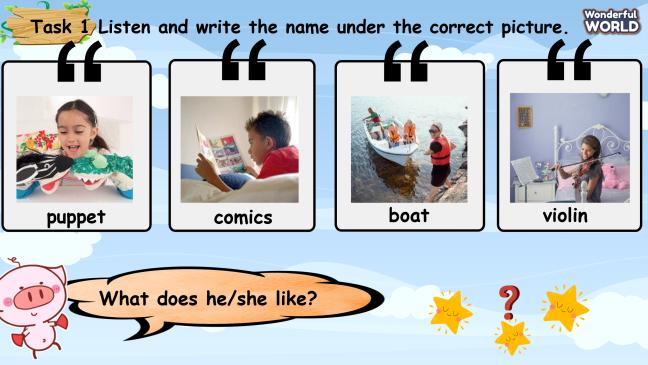 Task 1 Listen and write the name under the correct picture.
Wonderful
WORLD
puppet
comics
boat
violin
What does he/she like?
?